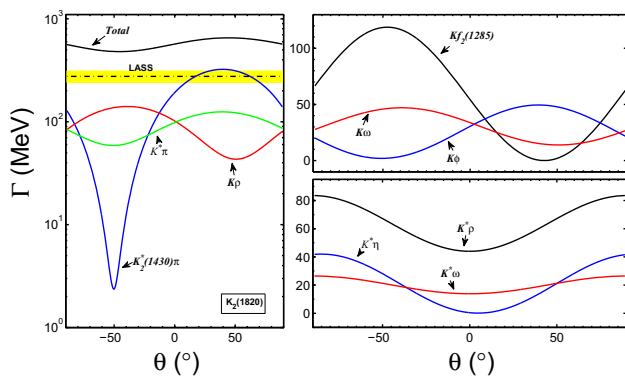 Γ (MeV)
10³
10²
10¹
10⁰
Total
LASS
K*π
Kρ
K₂*(1430)π
K₂(1820)
−50 0 50
θ (°)
100
50
0
Kf₂(1285)
Kω
Kϕ
80
60
40
20
0
K*ρ
K*η
K*ω
−50 0 50
θ (°)